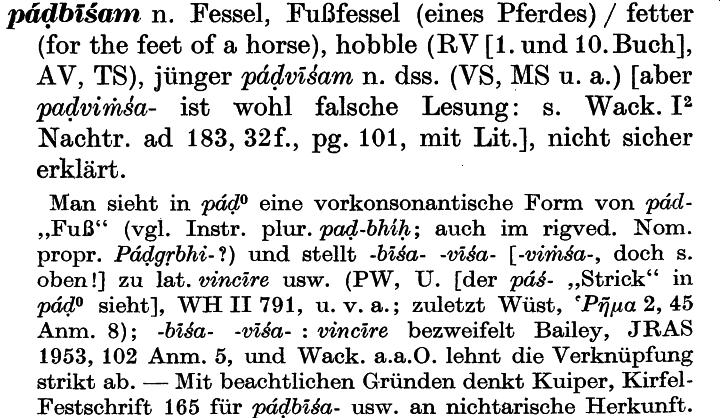 páḍbīśam n. Fessel, Fußfessel (eines Pferdes) / fetter
(for the feet of a horse), hobble (RV [1. und 10. Buch],
AV, TS), jünger páḍvīśam n. dss. (VS, MS u. a.) [aber
paḍviṁśa- ist wohl falsche Lesung: s. Wack. I²
Nachtr. ad 183, 32f., pg. 101, mit Lit.], nicht sicher
erklärt.
Man sieht in páḍ⁰ eine vorkonsonantische Form von pád-
„Fuß“ (vgl. Instr. plur. paḍ-bhíḥ; auch im rigved. Nom.
propr. Páḍgṛbhi-?) und stellt -bīśa- -vīśa- [-viṁśa-, doch s.
oben!] zu lat. vincīre usw. (PW, U. [der páś- „Strick“ in
páḍ⁰ sieht], WH II 791, u. v. a.; zuletzt Wüst, Ῥῆμα 2, 45
Anm. 8); -bīśa- -vīśa- : vincīre bezweifelt Bailey, JRAS
1953, 102 Anm. 5, und Wack. a.a.O. lehnt die Verknüpfung
strikt ab. — Mit beachtlichen Gründen denkt Kuiper, Kirfel-
Festschrift 165 für páḍbīśa- usw. an nichtarische Herkunft.